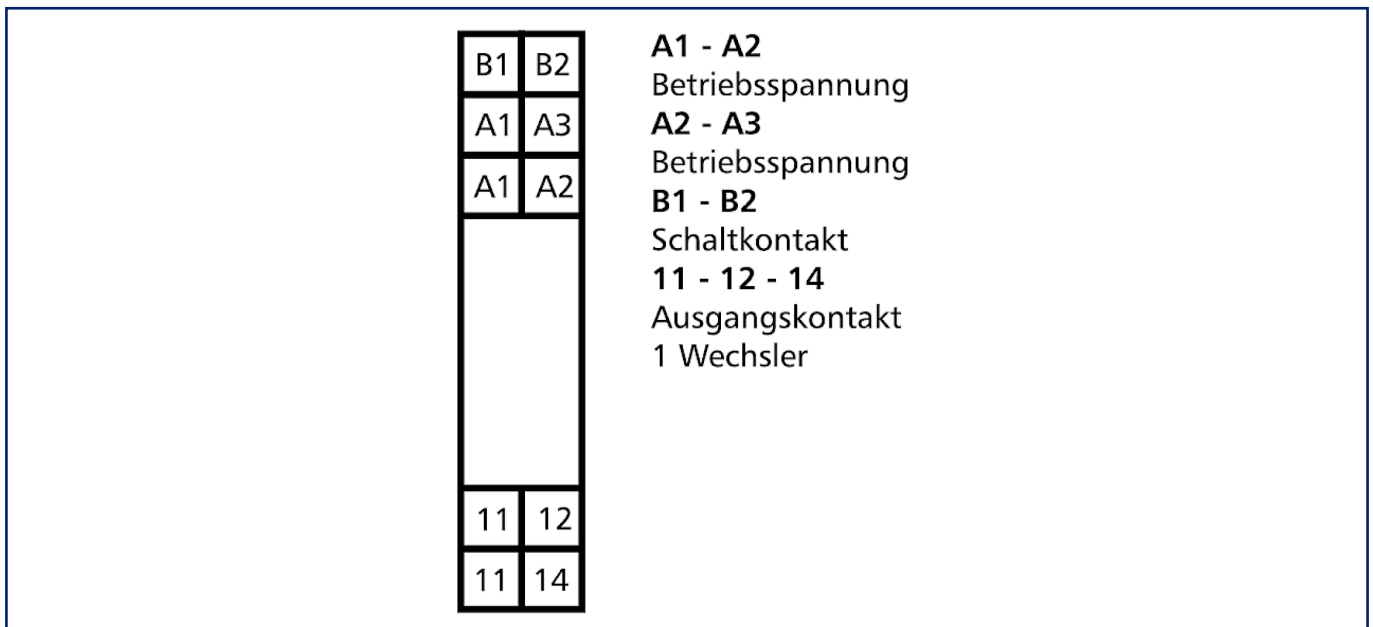 B1 B2
A1 A3
A1 A2
11 12
11 14
A1 - A2
Betriebsspannung
A2 - A3
Betriebsspannung
B1 - B2
Schaltkontakt
11 - 12 - 14
Ausgangskontakt
1 Wechsler